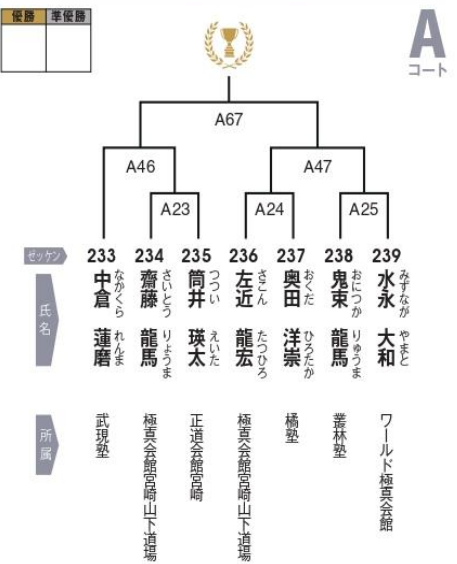 優勝 準優勝
A
コート
A67
A46 A47
A23 A24 A25
ゼッケン 233 234 235 236 237 238 239
氏名
中倉 蓮磨 なかくら れんま
齋藤 龍馬 さいとう りょうま
筒井 瑛太 つつい えいた
左近 龍宏 さこん たつひろ
奥田 洋崇 おくだ ひろたか
鬼束 龍馬 おにつか りゅうま
水永 大和 みずなが やまと
所属
武現塾
極真会館宮崎山下道場
正道会館宮崎
極真会館宮崎山下道場
橘塾
叢林塾
ワールド極真会館